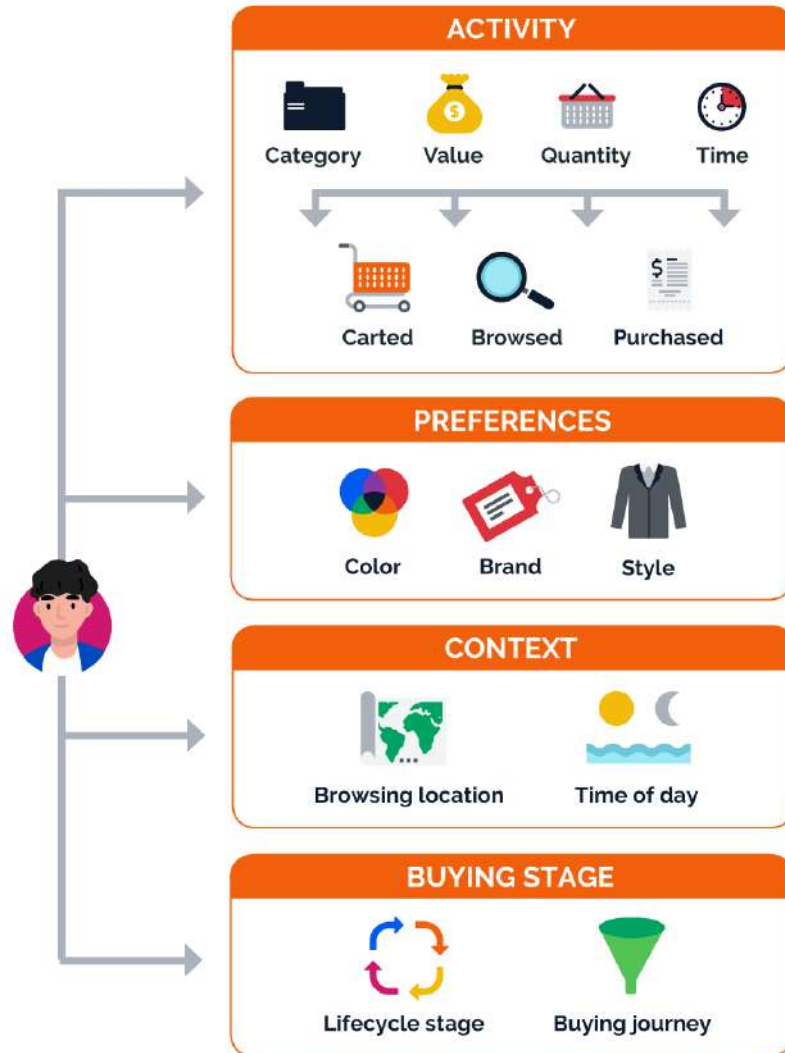 ACTIVITY
Category Value Quantity Time
Carted Browsed Purchased
PREFERENCES
Color Brand Style
CONTEXT
Browsing location Time of day
BUYING STAGE
Lifecycle stage Buying journey